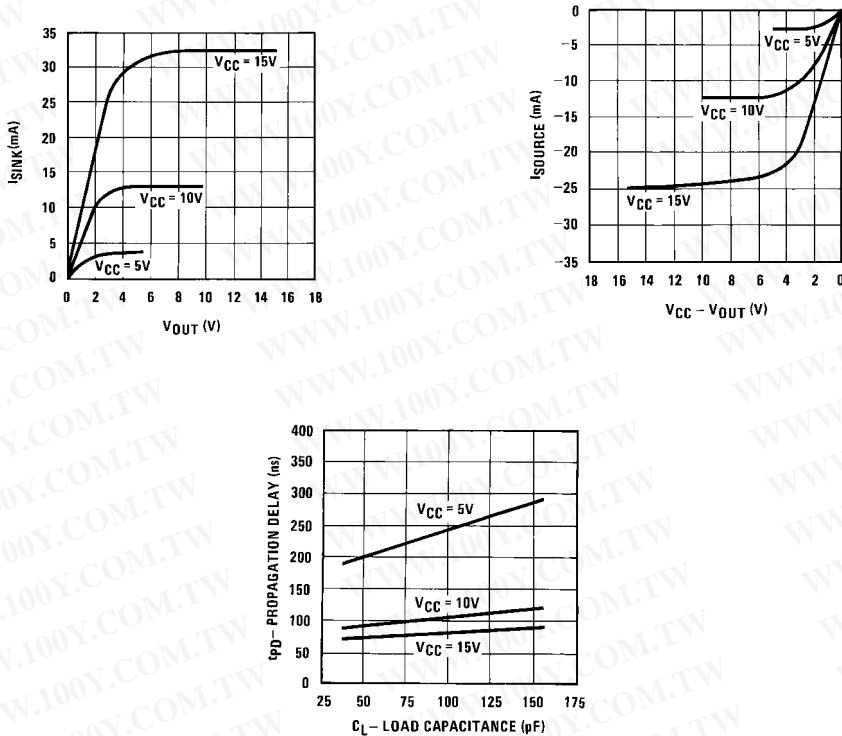 35
30
25
20
15
10
5
0
ISINK(mA)
VCC = 15V
VCC = 10V
VCC = 5V
0 2 4 6 8 10 12 14 16 18
VOUT (V)
0
−5
−10
−15
−20
−25
−30
−35
ISOURCE(mA)
VCC = 5V
VCC = 10V
VCC = 15V
18 16 14 12 10 8 6 4 2 0
VCC − VOUT (V)
400
350
300
250
200
150
100
50
0
tPD− PROPAGATION DELAY (ns)
VCC = 5V
VCC = 10V
VCC = 15V
25 50 75 100 125 150 175
CL− LOAD CAPACITANCE (pF)
WWW.100Y.COM.TW